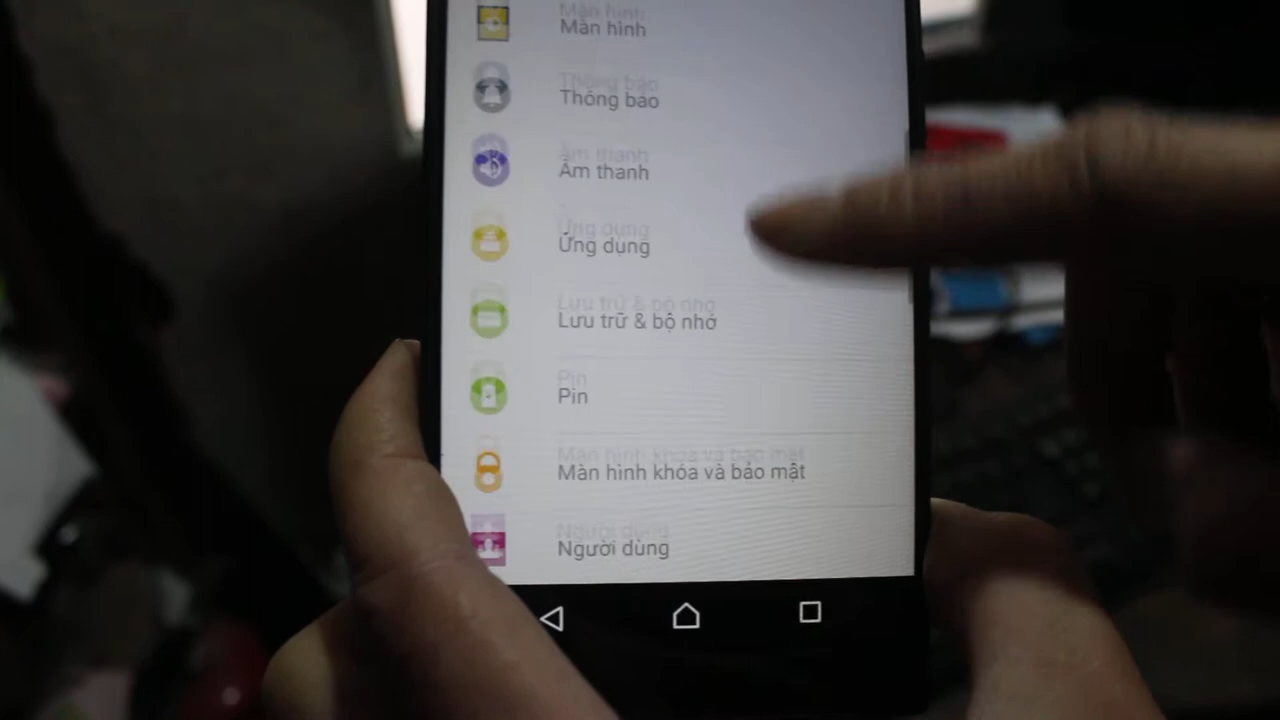 Màn hình
Thông báo
Âm thanh
Ứng dụng
Lưu trữ & bộ nhớ
Pin
Màn hình khóa và bảo mật
Người dùng